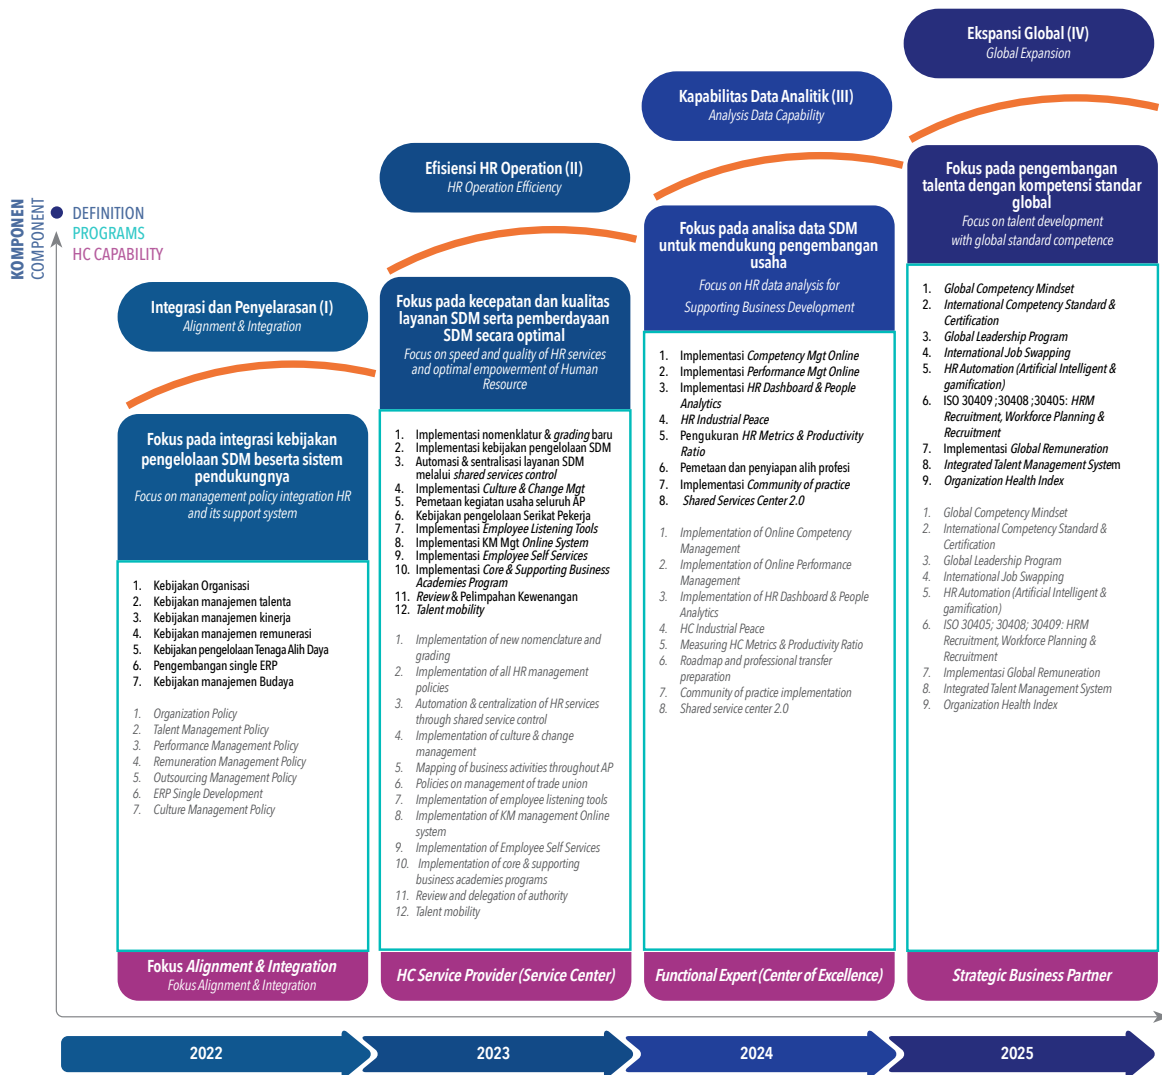 Ekspansi Global (IV)
Global Expansion
Kapabilitas Data Analitik (III)
Analysis Data Capability
Efisiensi HR Operation (II)
HR Operation Efficiency
Integrasi dan Penyelarasan (I)
Alignment & Integration
KOMPONEN
COMPONENT
DEFINITION
PROGRAMS
HC CAPABILITY
Fokus pada integrasi kebijakan
pengelolaan SDM beserta sistem
pendukungnya
Focus on management policy integration HR
and its support system
1. Kebijakan Organisasi
2. Kebijakan manajemen talenta
3. Kebijakan manajemen kinerja
4. Kebijakan manajemen remunerasi
5. Kebijakan pengelolaan Tenaga Alih Daya
6. Pengembangan single ERP
7. Kebijakan manajemen Budaya
1. Organization Policy
2. Talent Management Policy
3. Performance Management Policy
4. Remuneration Management Policy
5. Outsorcing Management Policy
6. ERP Single Development
7. Culture Management Policy
Fokus Alignment & Integration
Fokus Alignment & Integration
Fokus pada kecepatan dan kualitas
layanan SDM serta pemberdayaan
SDM secara optimal
Focus on speed and quality of HR services
and optimal empowerment of Human
Resource
1. Implementasi nomenklatur & grading baru
2. Implementasi kebijakan pengelolaan SDM
3. Automasi & sentralisasi layanan SDM
melalui shared services control
4. Implementasi Culture & Change Mgt
5. Pemetaan kegiatan usaha seluruh AP
6. Kebijakan pengelolaan Serikat Pekerja
7. Implementasi Employee Listening Tools
8. Implementasi KM Mgt Online System
9. Implementasi Employee Self Services
10. Implementasi Core & Supporting Business
Academies Program
11. Review & Pelimpahan Kewenangan
12. Talent mobility
1. Implementation of new nomenclature and
grading
2. Implementation of all HR management
policies
3. Automation & centralization of HR services
through shared service control
4. Implementation of culture & change
management
5. Mapping of business activities throughout AP
6. Policies on management of trade union
7. Implementation of employee listening tools
8. Implementation of KM management Online
system
9. Implementation of Employee Self Services
10. Implementation of core & supporting
business academies programs
11. Review and delegation of authority
12. Talent mobility
HC Service Provider (Service Center)
Fokus pada analisa data SDM
untuk mendukung pengembangan
usaha
Focus on HR data analysis for
Supporting Business Development
1. Implementasi Competency Mgt Online
2. Implementasi Performance Mgt Online
3. Implementasi HR Dashboard & People
Analytics
4. HR Industrial Peace
5. Pengukuran HR Metrics & Productivity
Ratio
6. Pemetaan dan penyiapan alih profesi
7. Implementasi Community of practice
8. Shared Services Center 2.0
1. Implementation of Online Competency
Management
2. Implementation of Online Performance
Management
3. Implementation of HR Dashboard & People
Analytics
4. HC Industrial Peace
5. Measuring HC Metrics & Productivity Ratio
6. Roadmap and professional transfer
preparation
7. Community of practice implementation
8. Shared service center 2.0
Functional Expert (Center of Excellence)
Fokus pada pengembangan
talenta dengan kompetensi standar
global
Focus on talent development
with global standard competence
1. Global Competency Mindset
2. International Competency Standard &
Certification
3. Global Leadership Program
4. International Job Swapping
5. HR Automation (Artificial Intelligent &
gamification)
6. ISO 30409 ;30408 ;30405: HRM
Recruitment, Workforce Planning &
Recruitment
7. Implementasi Global Remuneration
8. Integrated Talent Management System
9. Organization Health Index
1. Global Competency Mindset
2. International Competency Standard &
Certification
3. Global Leadership Program
4. International Job Swapping
5. HR Automation (Artificial Intelligent &
gamification)
6. ISO 30405; 30408; 30409: HRM
Recruitment, Workforce Planning &
Recruitment
7. Implementasi Global Remuneration
8. Integrated Talent Management System
9. Organization Health Index
Strategic Business Partner
2022
2023
2024
2025